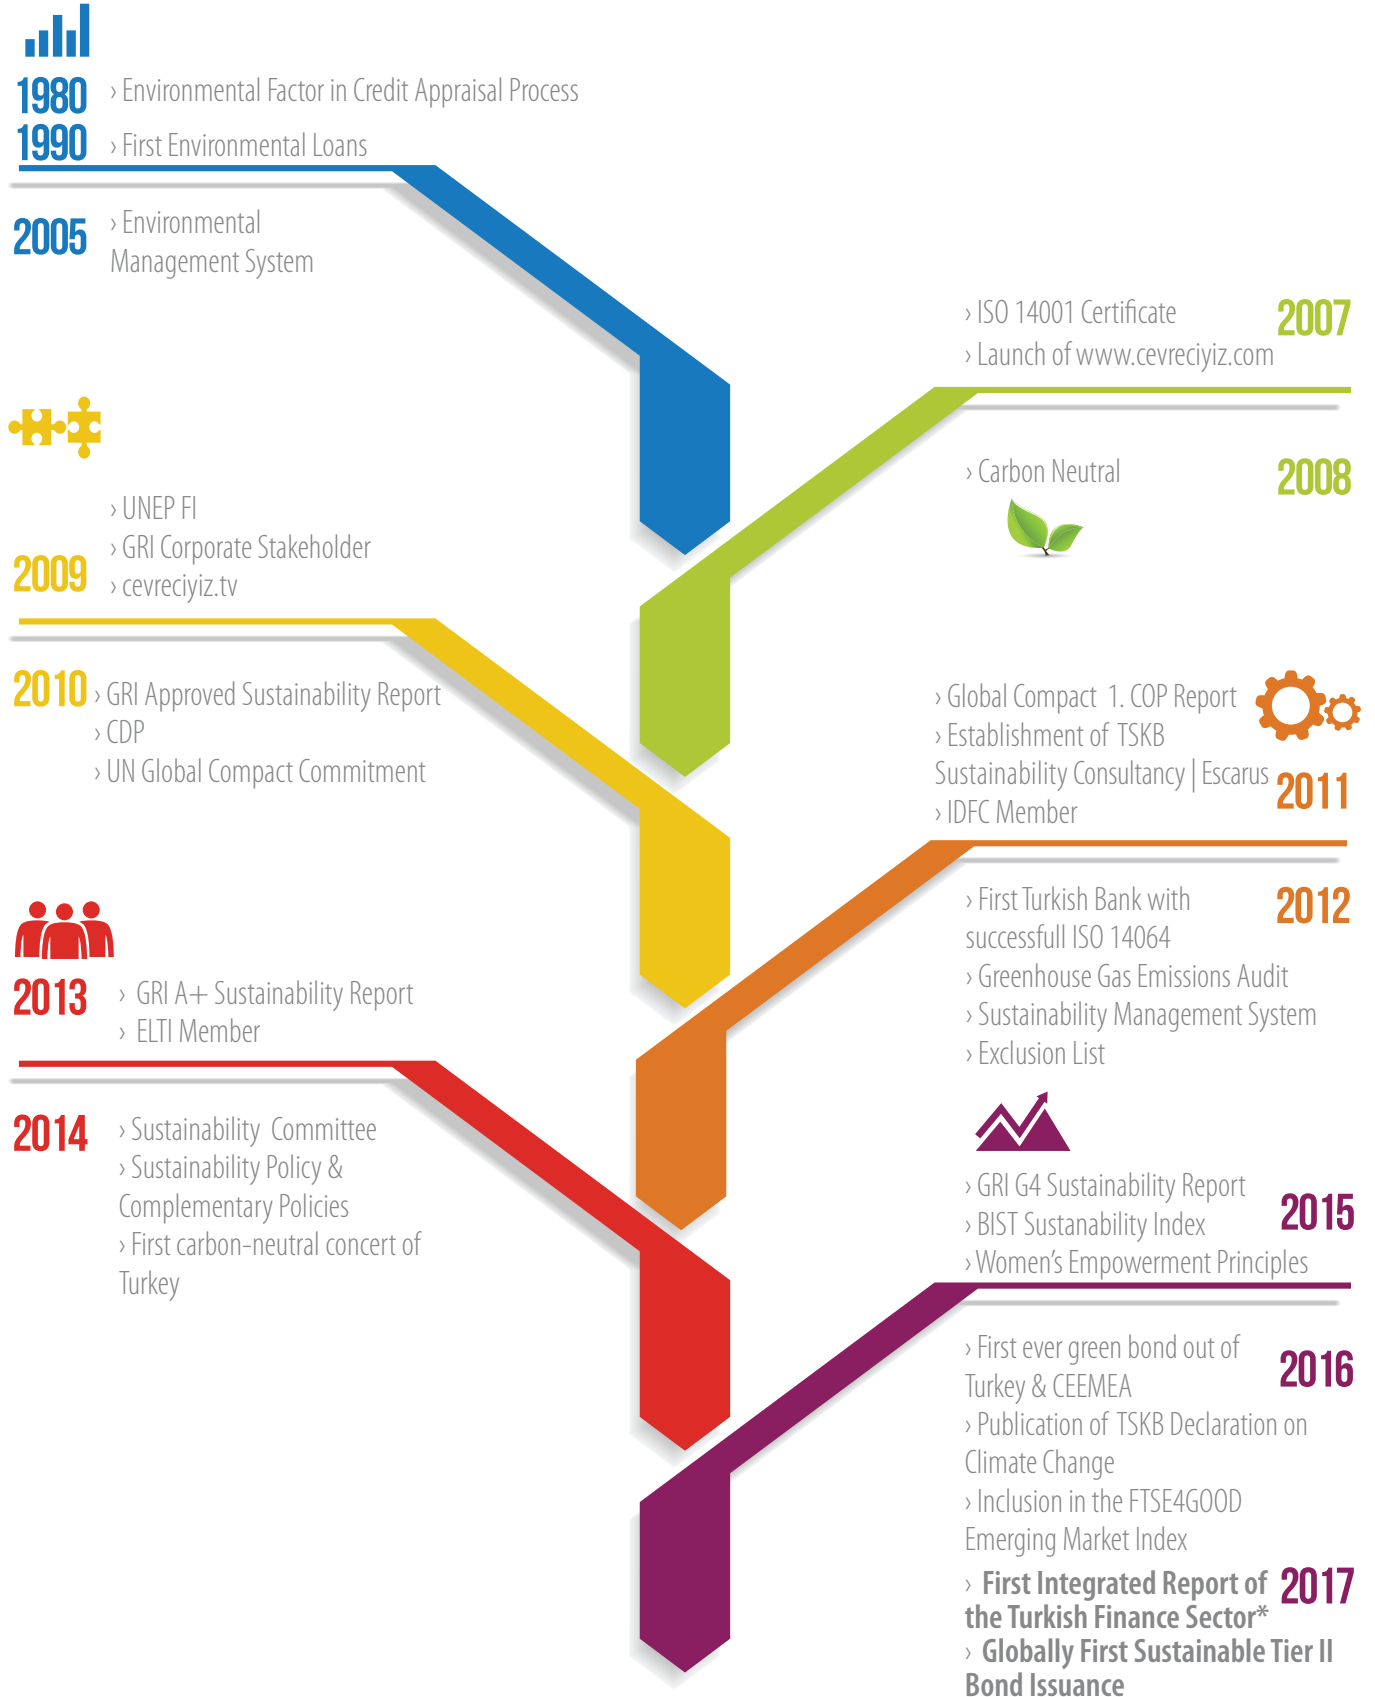 1980
› Environmental Factor in Credit Appraisal Process
1990
› First Environmental Loans
2005
› Environmental
Management System
› ISO 14001 Certificate
2007
› Launch of www.cevreciyiz.com
› Carbon Neutral
2008
› UNEP FI
› GRI Corporate Stakeholder
2009
› cevreciyiz.tv
2010
› GRI Approved Sustainability Report
› CDP
› UN Global Compact Commitment
› Global Compact 1. COP Report
› Establishment of TSKB
Sustainability Consultancy | Escarus
2011
› IDFC Member
› First Turkish Bank with
2012
successfull ISO 14064
› Greenhouse Gas Emissions Audit
› Sustainability Management System
› Exclusion List
2013
› GRI A+ Sustainability Report
› ELTI Member
2014
› Sustainability Committee
› Sustainability Policy &
Complementary Policies
› First carbon-neutral concert of
Turkey
› GRI G4 Sustainability Report
2015
› BIST Sustanability Index
› Women’s Empowerment Principles
› First ever green bond out of
2016
Turkey & CEEMEA
› Publication of TSKB Declaration on
Climate Change
› Inclusion in the FTSE4GOOD
Emerging Market Index
› First Integrated Report of
2017
the Turkish Finance Sector*
› Globally First Sustainable Tier II
Bond Issuance